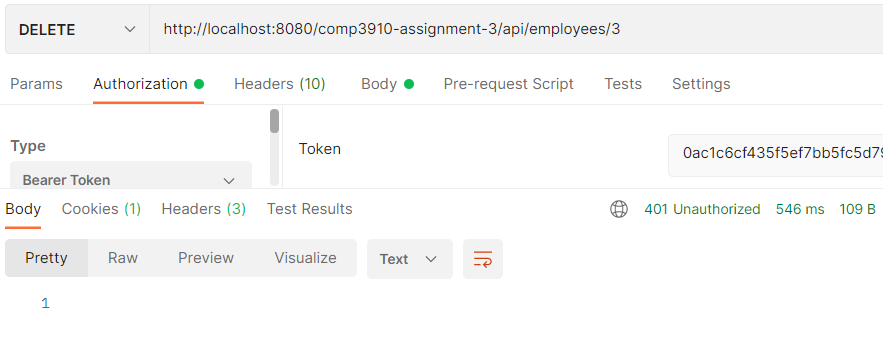 DELETE http://localhost:8080/comp3910-assignment-3/api/employees/3
Params Authorization Headers (10) Body Pre-request Script Tests Settings
Type
Token 0ac1c6cf435f5ef7bb5fc5d79
Bearer Token
Body Cookies (1) Headers (3) Test Results 401 Unauthorized 546 ms 109 B
Pretty Raw Preview Visualize Text
1